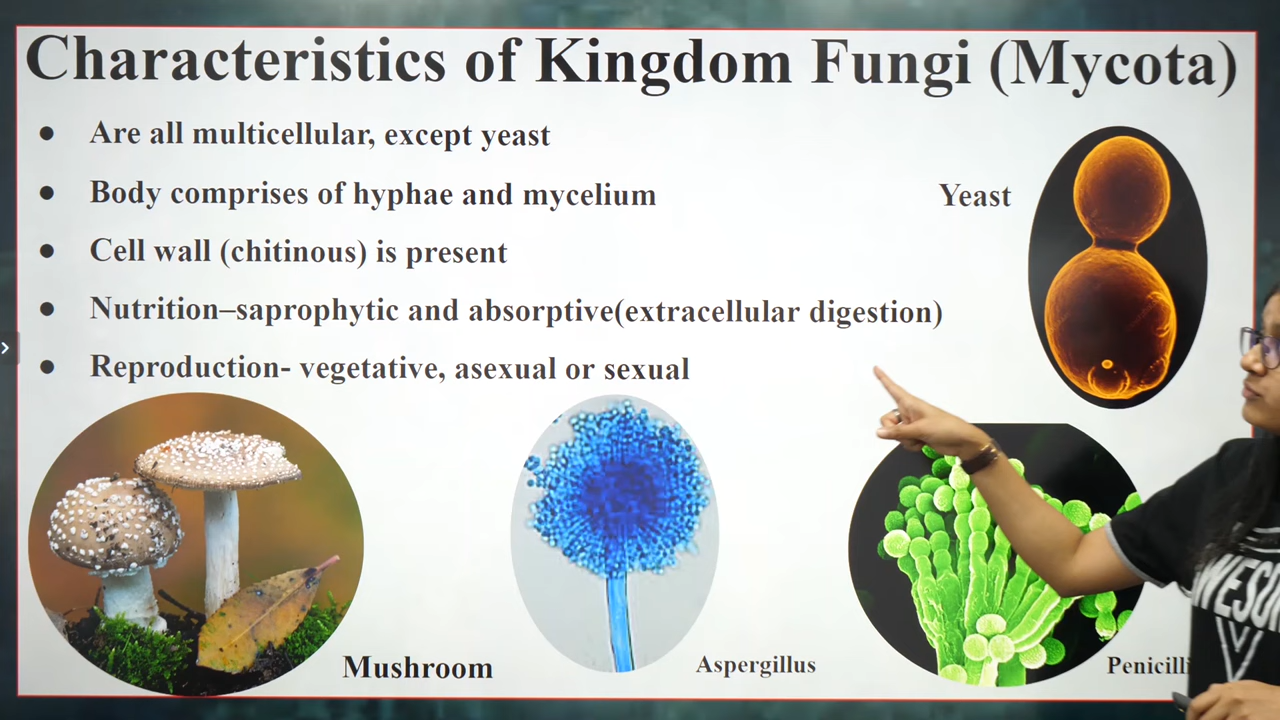 Characteristics of Kingdom Fungi (Mycota)
● Are all multicellular, except yeast
● Body comprises of hyphae and mycelium
Yeast
● Cell wall (chitinous) is present
● Nutrition–saprophytic and absorptive(extracellular digestion)
● Reproduction- vegetative, asexual or sexual
Mushroom
Aspergillus